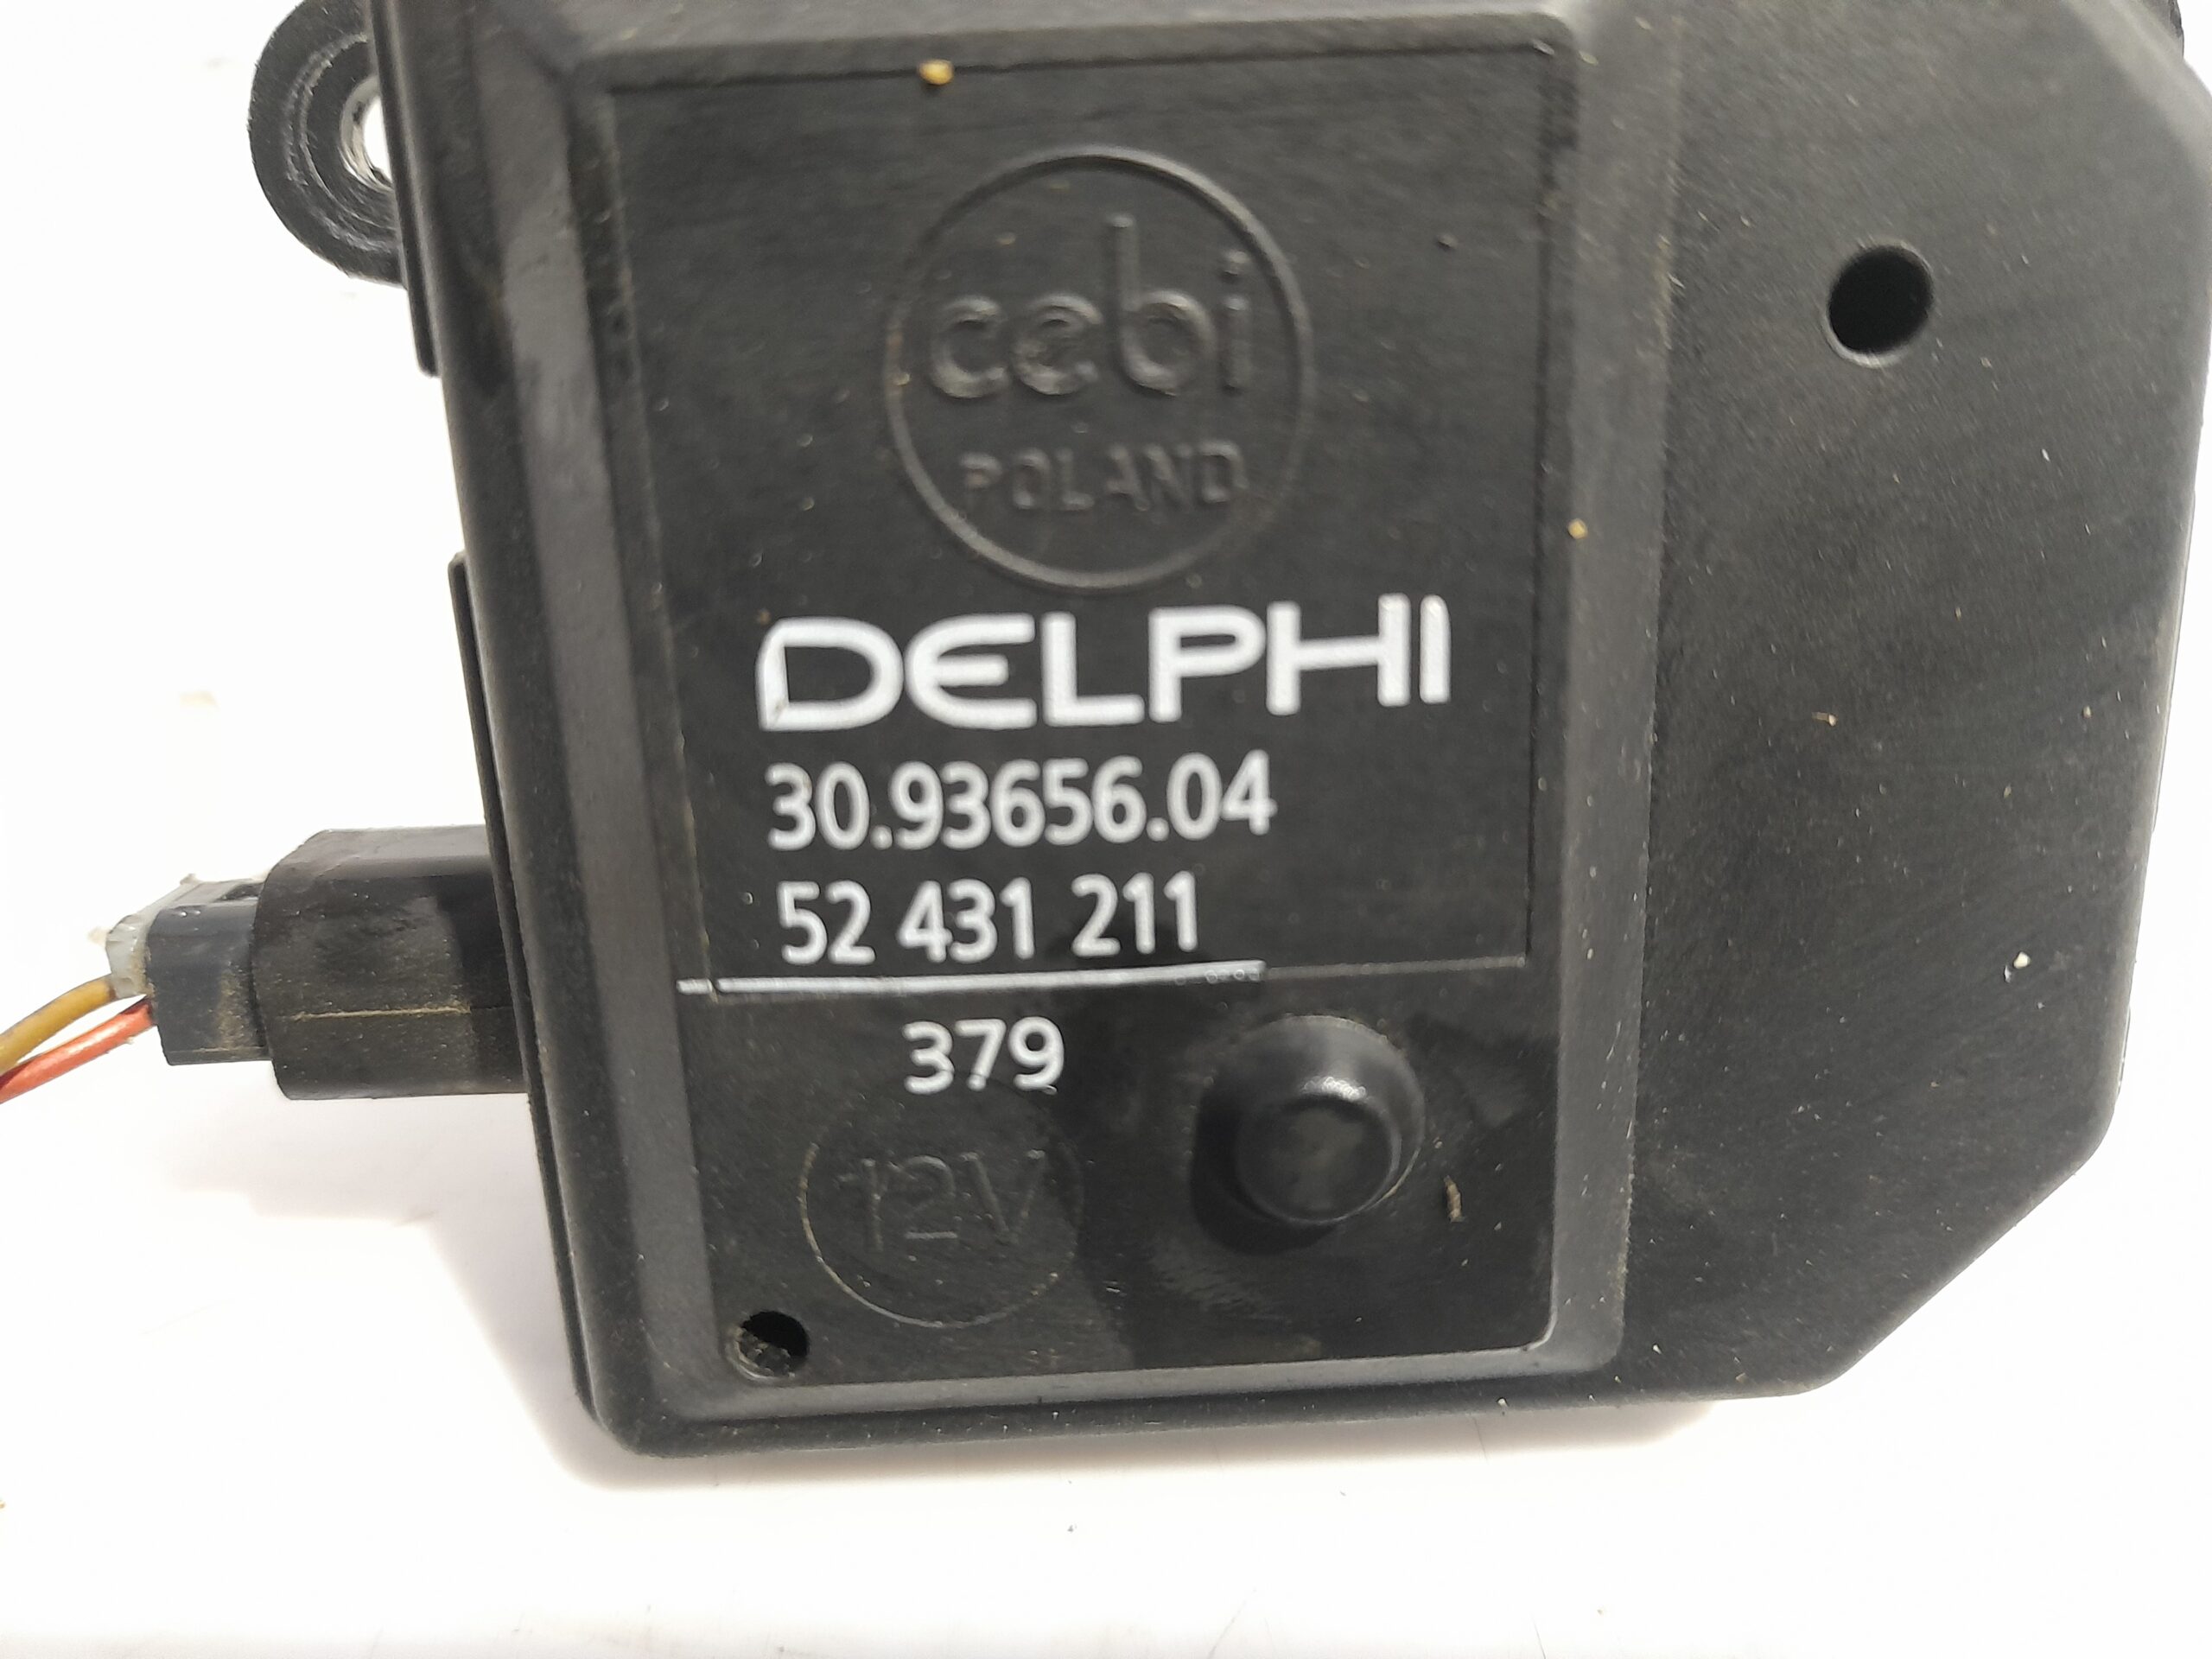 cebi
POLAND
DELPHI
30.93656.04
52 431 211
379
12V